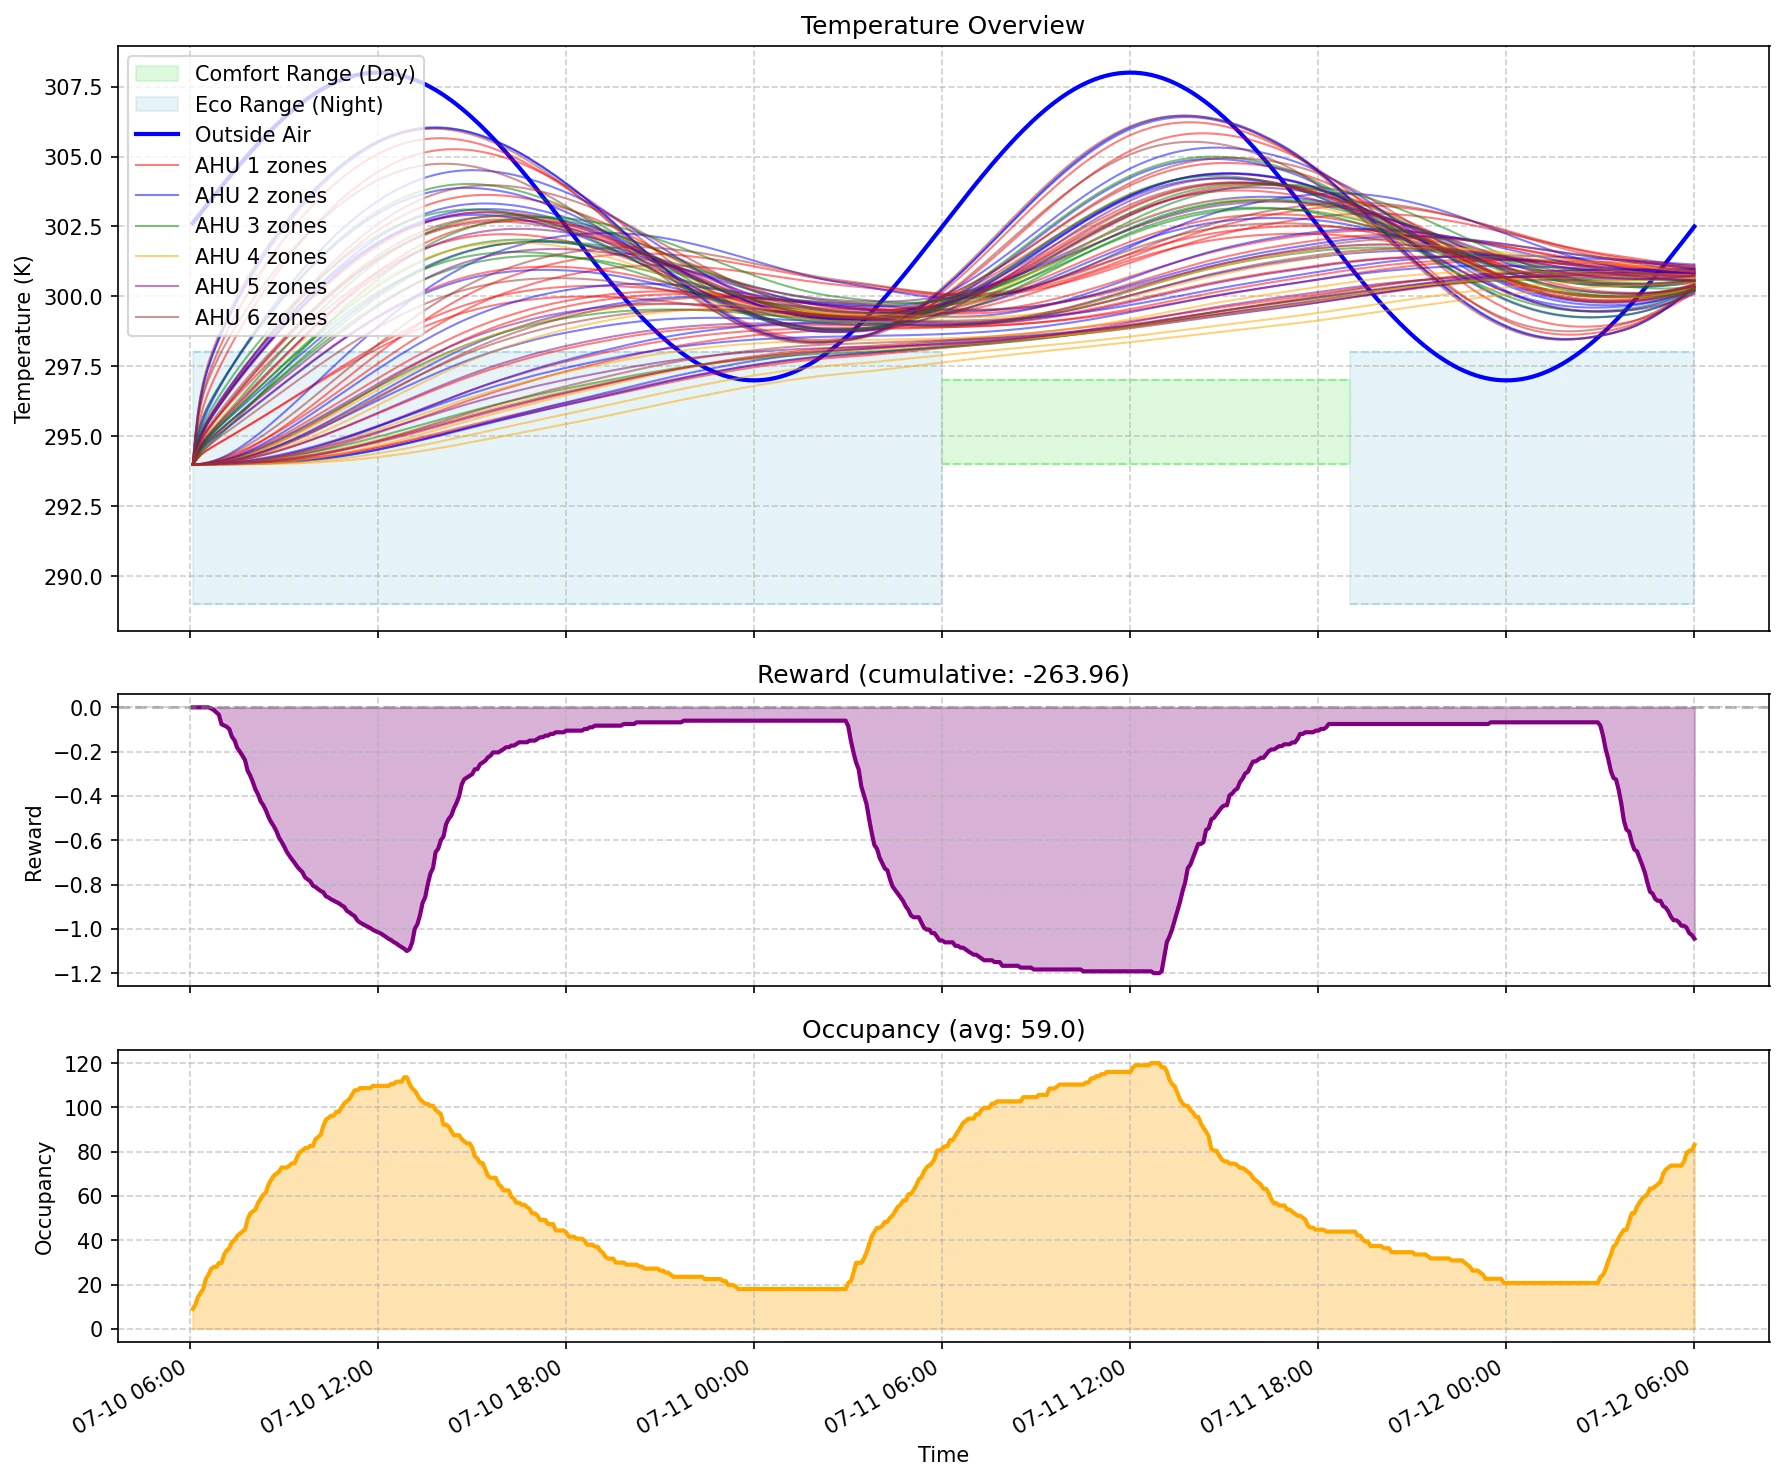 Temperature Overview
Temperature (K)
307.5
305.0
302.5
300.0
297.5
295.0
292.5
290.0
Comfort Range (Day)
Eco Range (Night)
Outside Air
AHU 1 zones
AHU 2 zones
AHU 3 zones
AHU 4 zones
AHU 5 zones
AHU 6 zones
Reward (cumulative: -263.96)
Reward
0.0
−0.2
−0.4
−0.6
−0.8
−1.0
−1.2
Occupancy (avg: 59.0)
Occupancy
120
100
80
60
40
20
0
07-10 06:00
07-10 12:00
07-10 18:00
07-11 00:00
07-11 06:00
07-11 12:00
07-11 18:00
07-12 00:00
07-12 06:00
Time